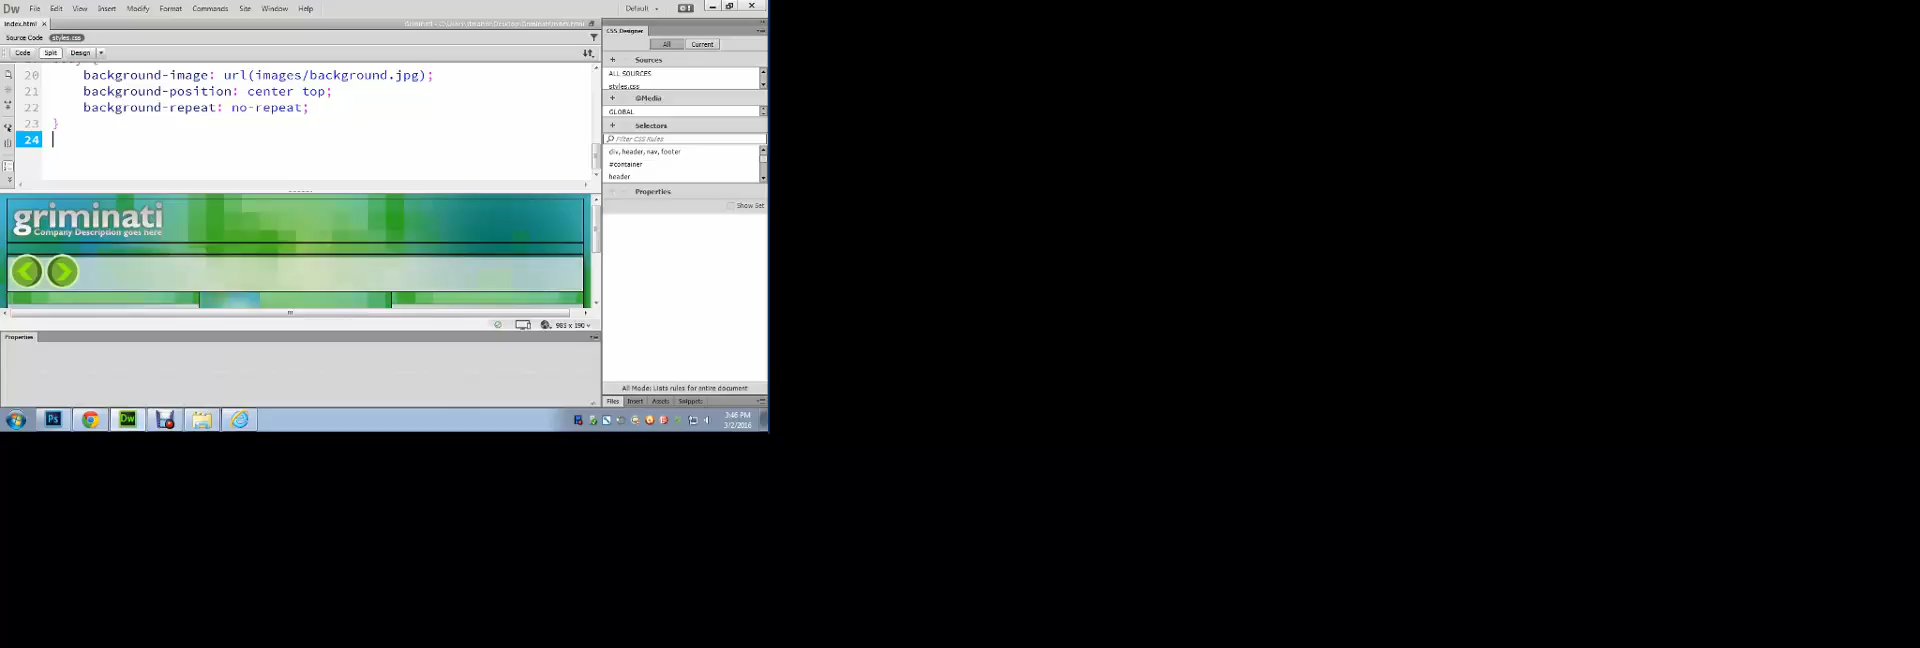 Dw File Edit View Insert Modify Format Commands Site Window Help
Default
index.html
Source Code styles.css
Code Split Design
20 background-image: url(images/background.jpg);
21 background-position: center top;
22 background-repeat: no-repeat;
23 }
24
griminati
Company Description goes here
985 x 190
Properties
CSS Designer
All Current
Sources
ALL SOURCES
styles.css
@Media
GLOBAL
Selectors
Filter CSS Rules
div, header, nav, footer
#container
header
Properties
Show Set
All Mode: Lists rules for entire document
Files Insert Assets Snippets
Ps Dw
3:46 PM
3/2/2016